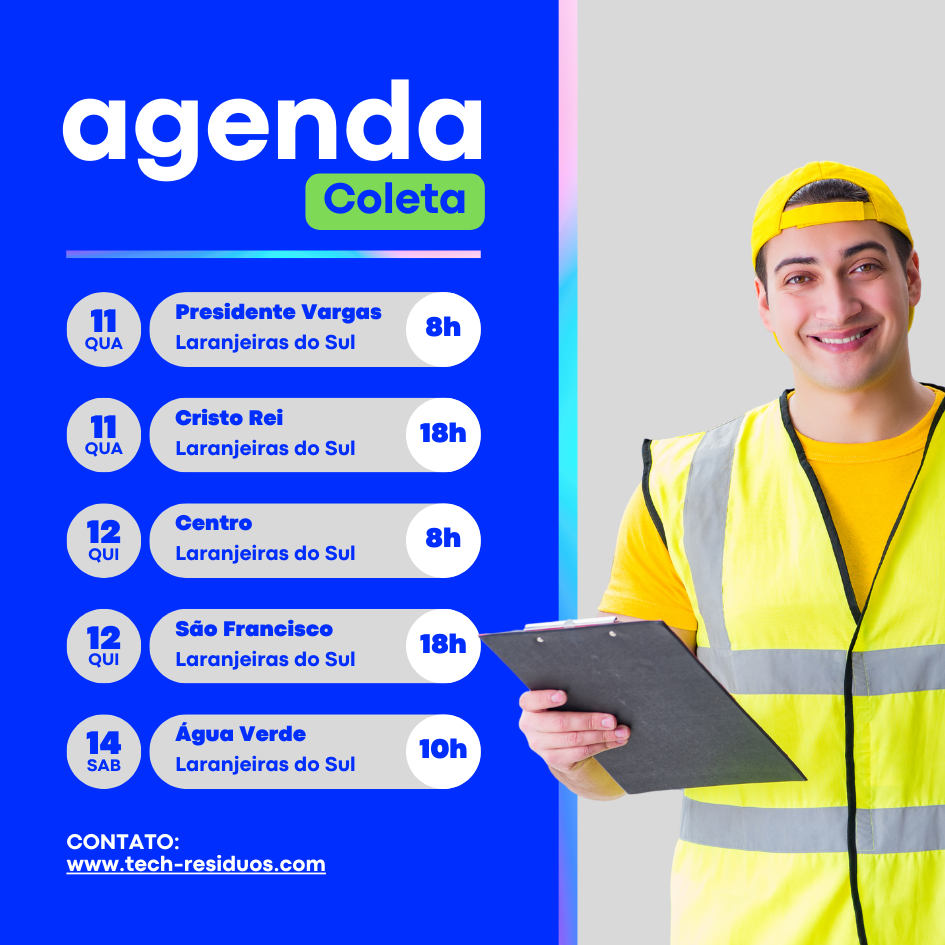 agenda
Coleta
11
QUA
Presidente Vargas
Laranjeiras do Sul
8h
11
QUA
Cristo Rei
Laranjeiras do Sul
18h
12
QUI
Centro
Laranjeiras do Sul
8h
12
QUI
São Francisco
Laranjeiras do Sul
18h
14
SAB
Água Verde
Laranjeiras do Sul
10h
CONTATO:
www.tech-residuos.com